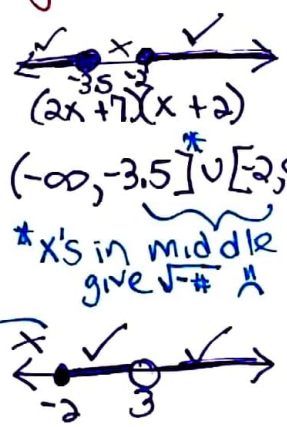 ✓ x ✓
-3.5 -2
(2x+7)(x+2)
(-∞,-3.5]*∪[-2,
*x's in middle
give √-#
x ✓ ✓
-2 3